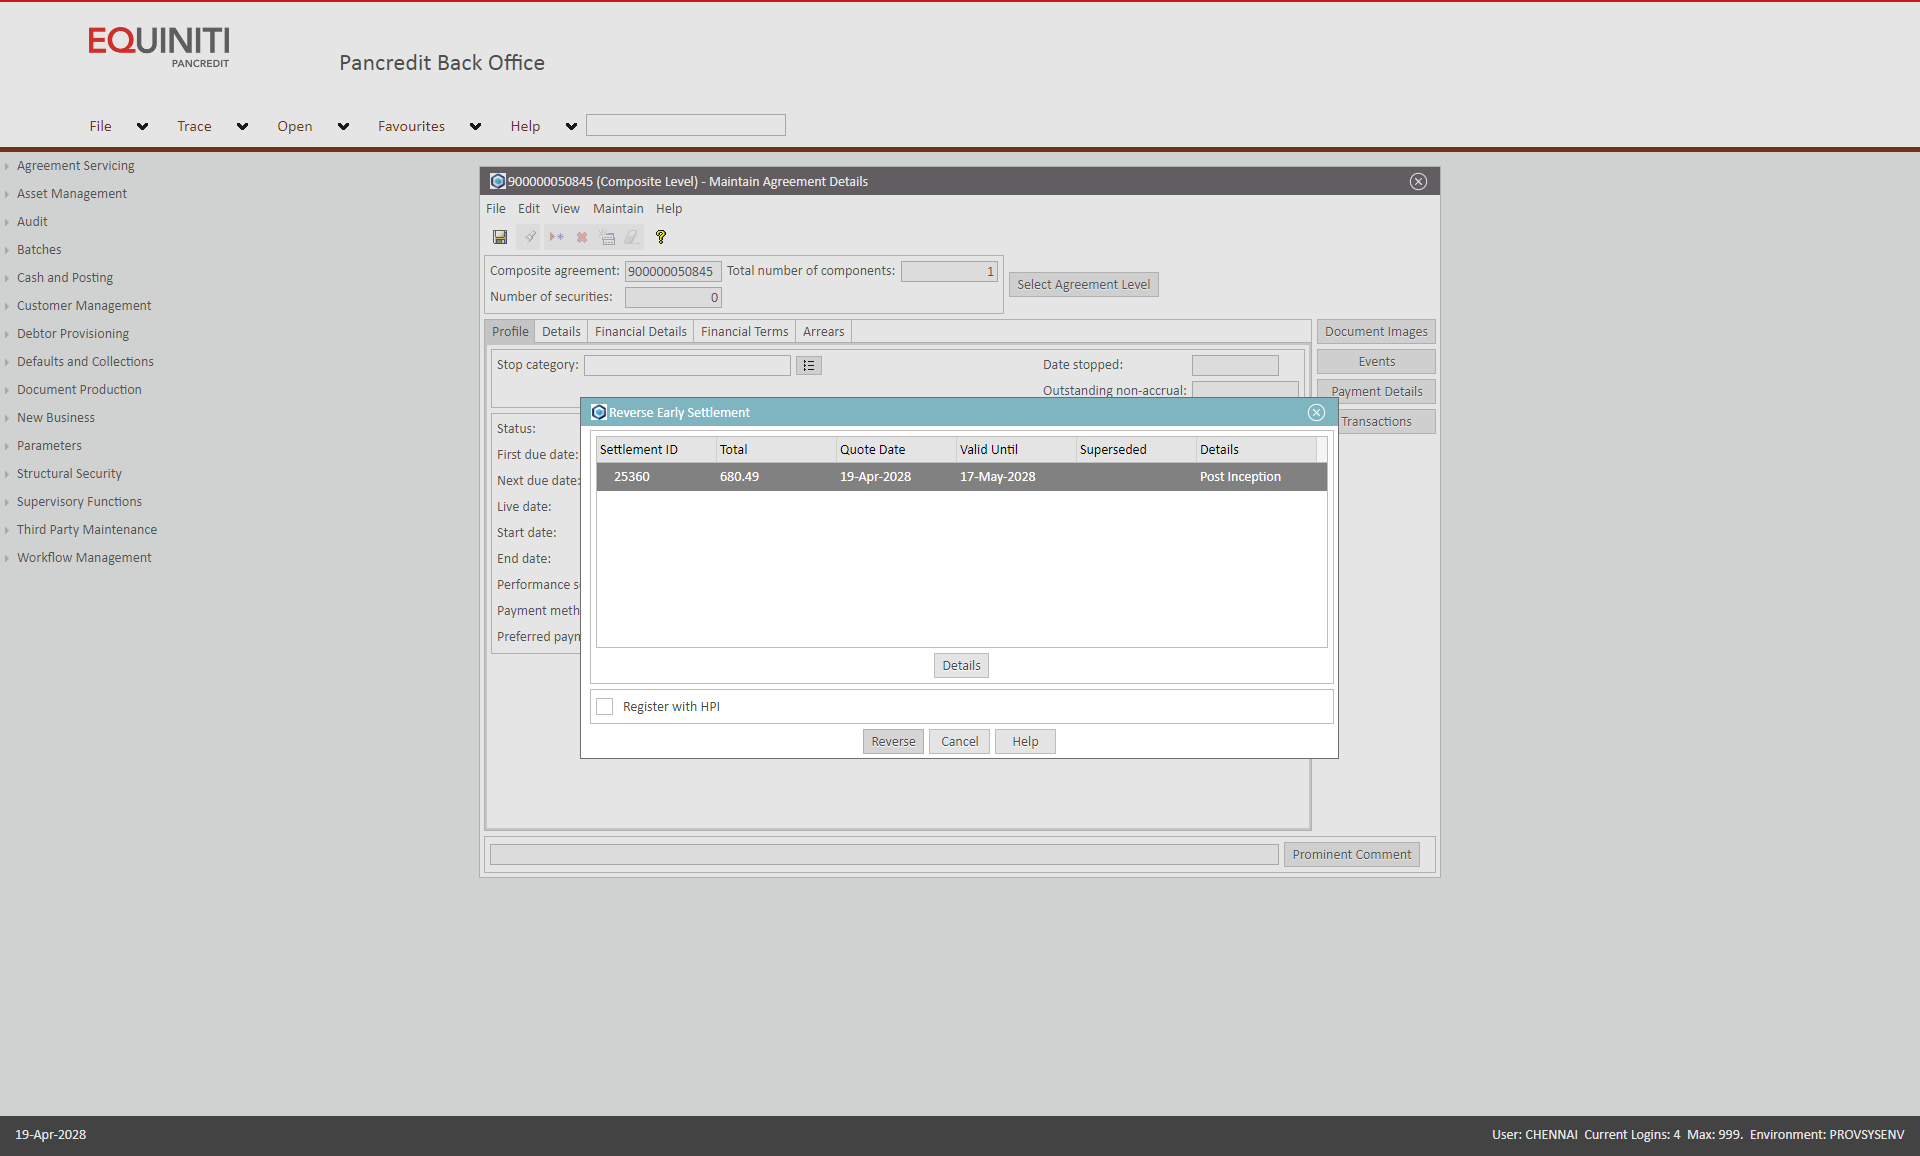 EQUINITI
PANCREDIT
Pancredit Back Office
File Trace Open Favourites Help
Agreement Servicing
Asset Management
Audit
Batches
Cash and Posting
Customer Management
Debtor Provisioning
Defaults and Collections
Document Production
New Business
Parameters
Structural Security
Supervisory Functions
Third Party Maintenance
Workflow Management
900000050845 (Composite Level) - Maintain Agreement Details
File Edit View Maintain Help
Composite agreement: 900000050845 Total number of components: 1
Number of securities: 0
Select Agreement Level
Profile Details Financial Details Financial Terms Arrears
Document Images
Events
Payment Details
Transactions
Stop category: Date stopped:
Outstanding non-accrual:
Status:
First due date:
Next due date:
Live date:
Start date:
End date:
Performance s
Payment meth
Preferred payn
Reverse Early Settlement
Settlement ID Total Quote Date Valid Until Superseded Details
25360 680.49 19-Apr-2028 17-May-2028 Post Inception
Details
Register with HPI
Reverse Cancel Help
Prominent Comment
19-Apr-2028
User: CHENNAI Current Logins: 4 Max: 999. Environment: PROVSYSENV